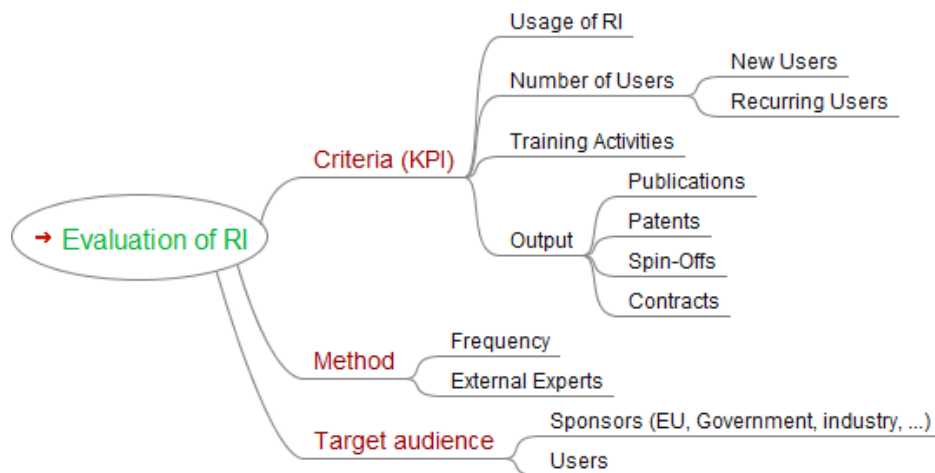 Evaluation of RI
Criteria (KPI)
Usage of RI
Number of Users
New Users
Recurring Users
Training Activities
Output
Publications
Patents
Spin-Offs
Contracts
Method
Frequency
External Experts
Target audience
Sponsors (EU, Government, industry, ...)
Users